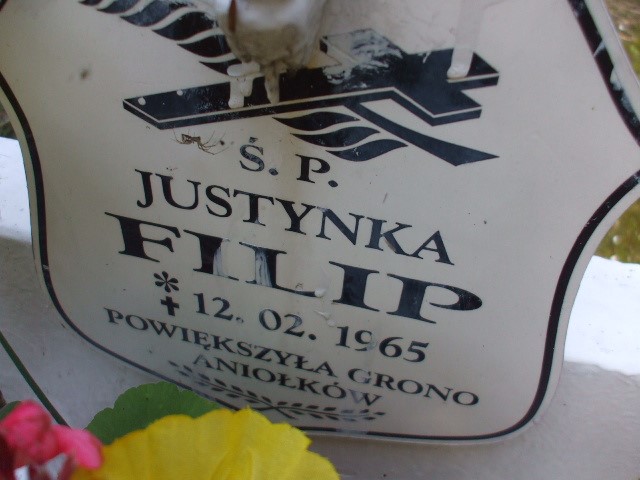 Ś. P.
JUSTYNKA
FILIP
* ✝ 12. 02. 1965
POWIĘKSZYŁA GRONO
ANIOŁKÓW